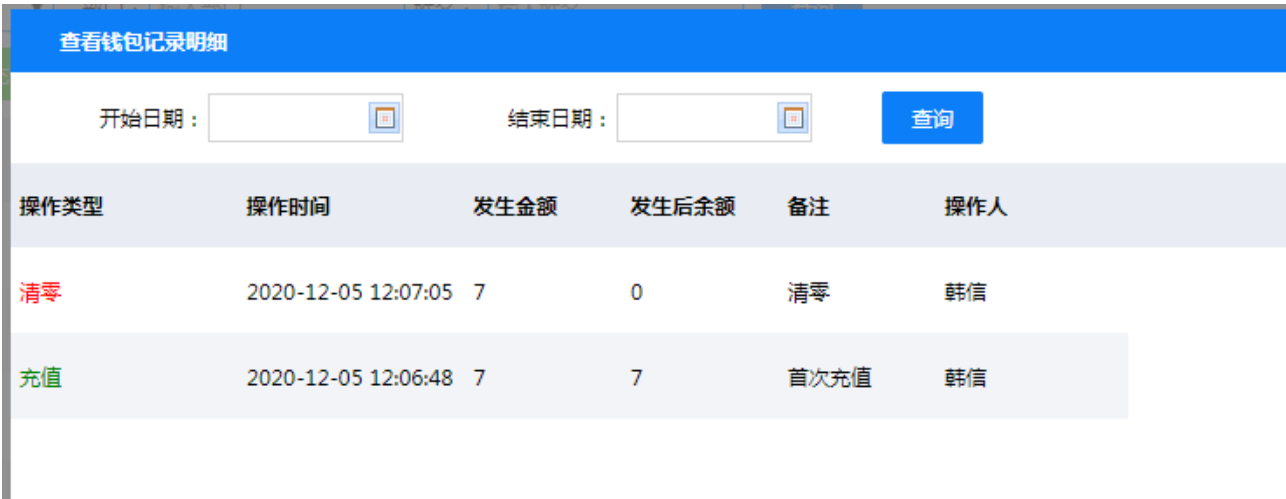 查看钱包记录明细
开始日期： 结束日期： 查询
操作类型 操作时间 发生金额 发生后余额 备注 操作人
清零 2020-12-05 12:07:05 7 0 清零 韩信
充值 2020-12-05 12:06:48 7 7 首次充值 韩信